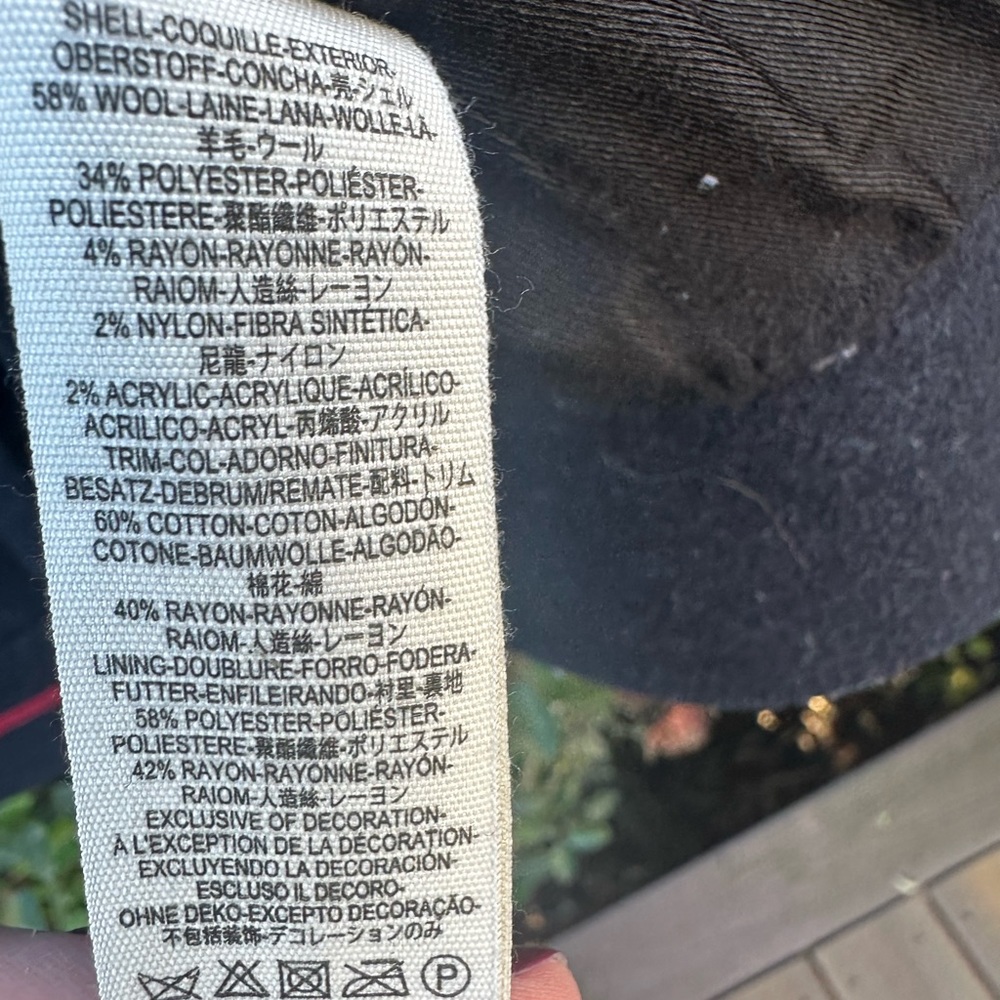 SHELL-COQUILLE-EXTERIOR-
OBERSTOFF-CONCHA-壳-シェル
58% WOOL-LAINE-LANA-WOLLE-LÃ-
羊毛-ウール
34% POLYESTER-POLIÉSTER-
POLIESTERE-聚酯纖維-ポリエステル
4% RAYON-RAYONNE-RAYÓN-
RAIOM-人造絲-レーヨン
2% NYLON-FIBRA SINTÉTICA-
尼龍-ナイロン
2% ACRYLIC-ACRYLIQUE-ACRÍLICO-
ACRILICO-ACRYL-丙烯酸-アクリル
TRIM-COL-ADORNO-FINITURA-
BESATZ-DEBRUM/REMATE-配料-トリム
60% COTTON-COTON-ALGODÓN-
COTONE-BAUMWOLLE-ALGODÃO-
棉花-綿
40% RAYON-RAYONNE-RAYÓN-
RAIOM-人造絲-レーヨン
LINING-DOUBLURE-FORRO-FODERA-
FUTTER-ENFILEIRANDO-衬里-裏地
58% POLYESTER-POLIÉSTER-
POLIESTERE-聚酯纖維-ポリエステル
42% RAYON-RAYONNE-RAYÓN-
RAIOM-人造絲-レーヨン
EXCLUSIVE OF DECORATION-
À L'EXCEPTION DE LA DÉCORATION-
EXCLUYENDO LA DECORACIÓN-
ESCLUSO IL DECORO-
OHNE DEKO-EXCEPTO DECORAÇÃO-
不包括装饰-デコレーションのみ
P